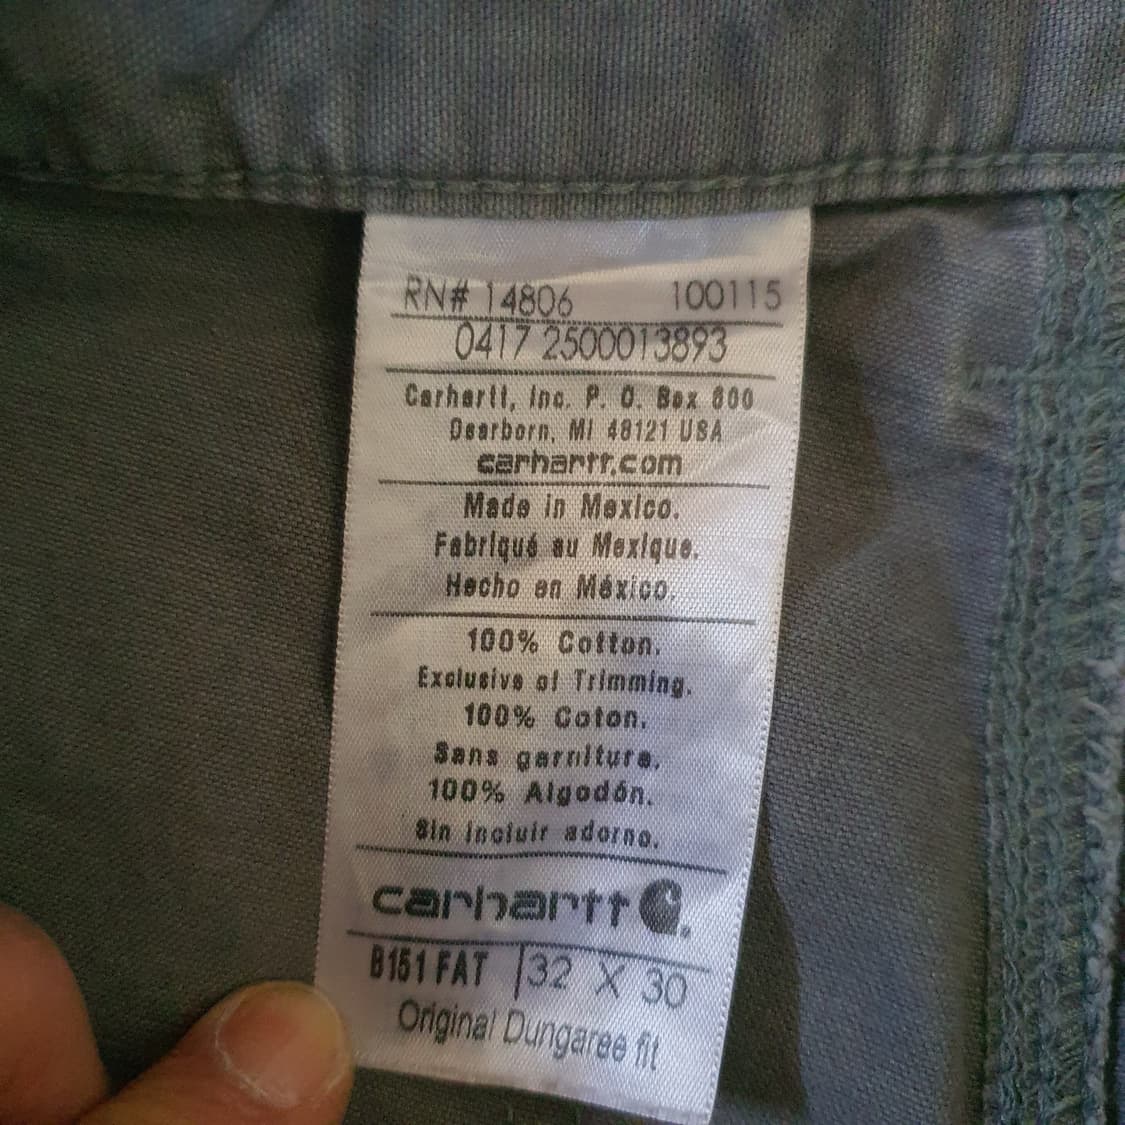 RN# 14806 100115
0417 2500013893
Carhartt, Inc. P. O. Box 600
Dearborn, MI 48121 USA
carhartt.com
Made in Mexico.
Fabriqué au Mexique.
Hecho en México.
100% Cotton.
Exclusive of Trimming.
100% Coton.
Sans garniture.
100% Algodón.
Sin incluir adorno.
carhartt
B151 FAT 32 X 30
Original Dungaree fit